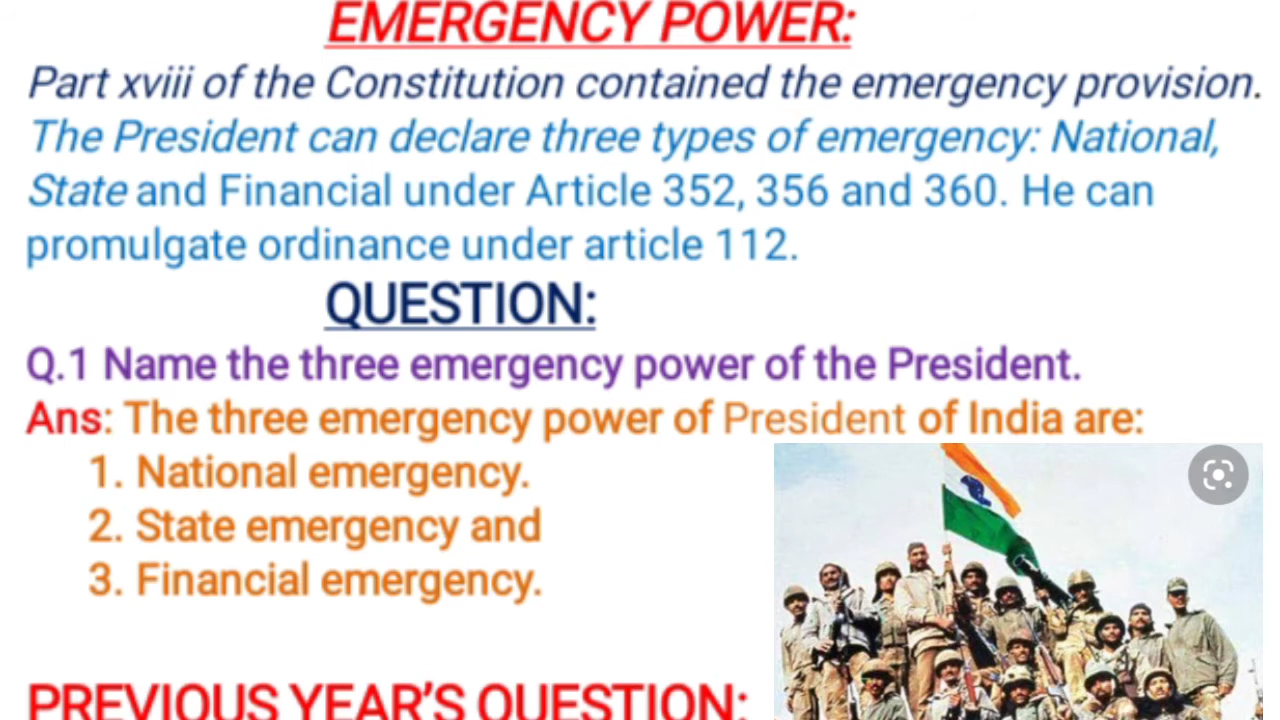 EMERGENCY POWER:
Part xviii of the Constitution contained the emergency provision.
The President can declare three types of emergency: National,
State and Financial under Article 352, 356 and 360. He can
promulgate ordinance under article 112.
QUESTION:
Q.1 Name the three emergency power of the President.
Ans: The three emergency power of President of India are:
1. National emergency.
2. State emergency and
3. Financial emergency.
PREVIOUS YEAR'S QUESTION: